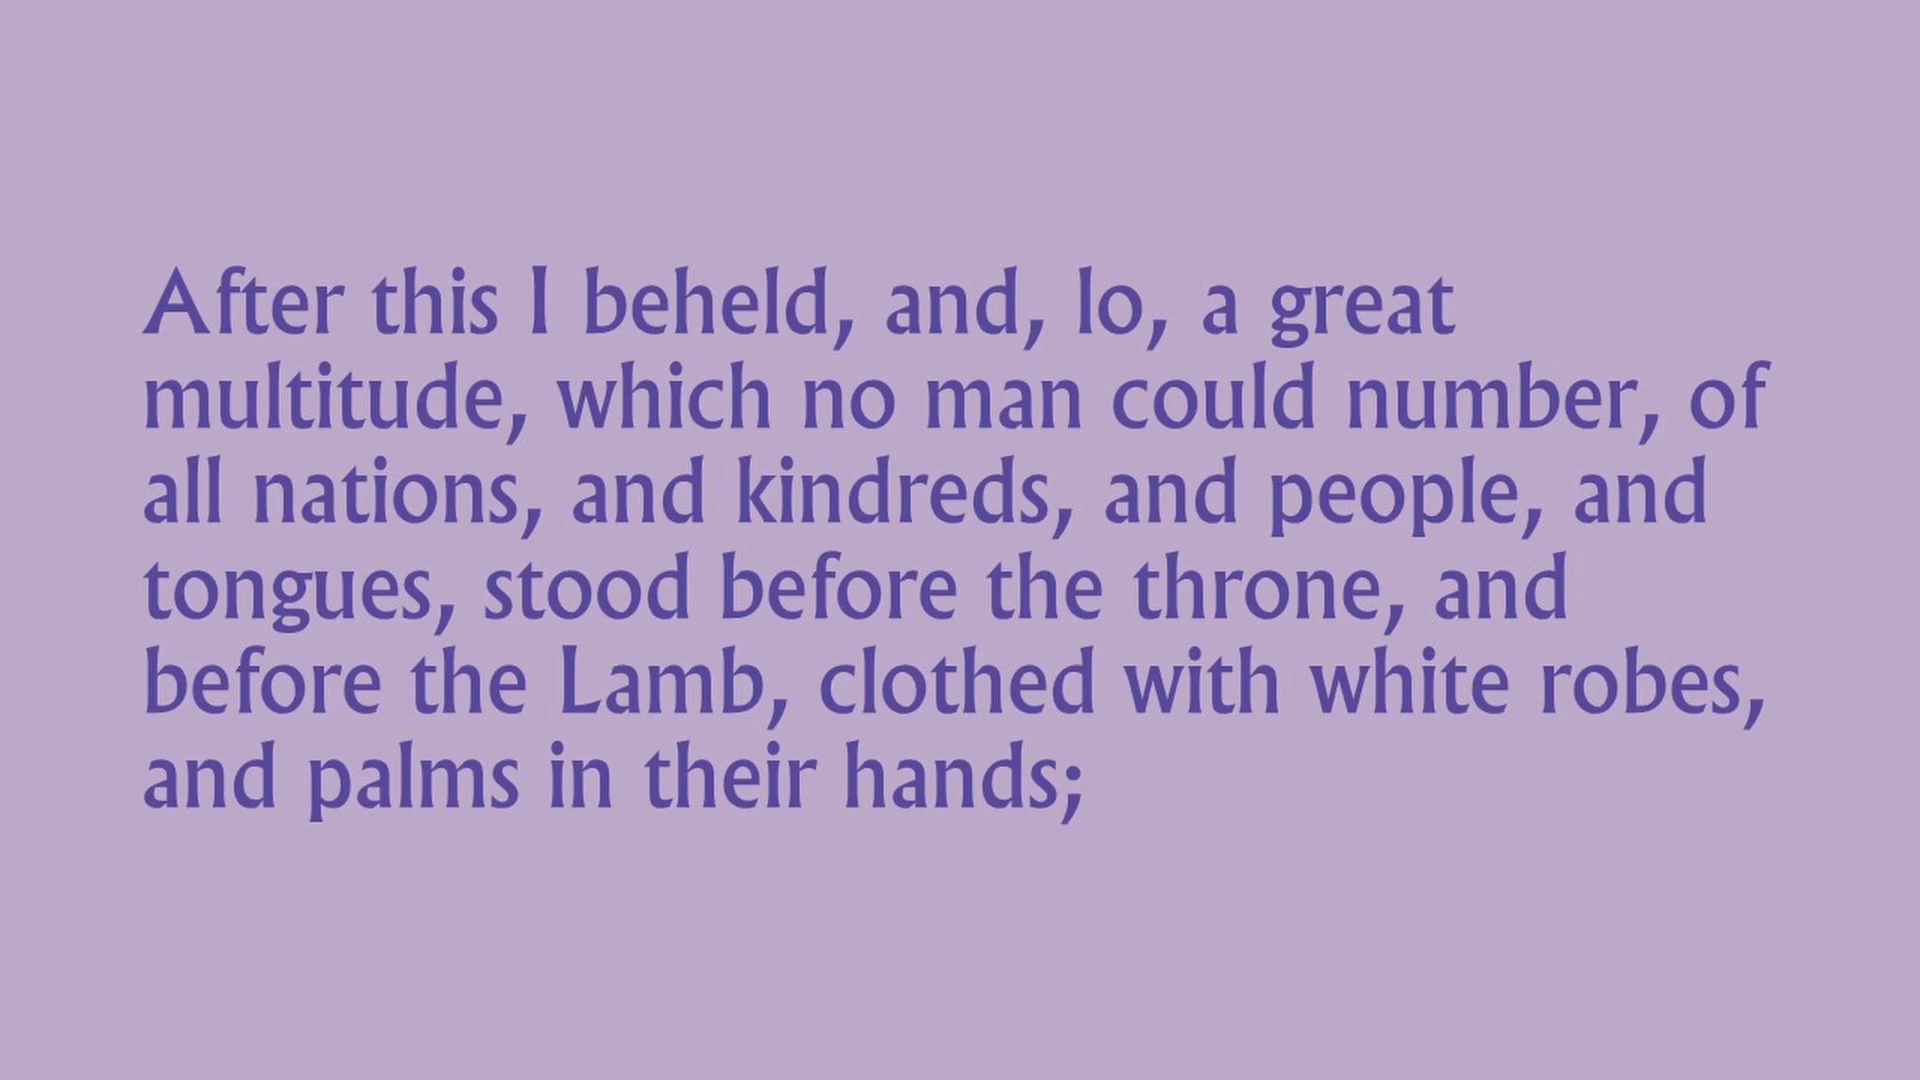 After this I beheld, and, lo, a great
multitude, which no man could number, of
all nations, and kindreds, and people, and
tongues, stood before the throne, and
before the Lamb, clothed with white robes,
and palms in their hands;